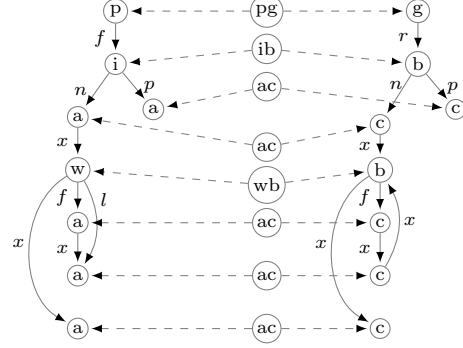 p pg g
f r
i ib b
n p ac n p
a c
a ac c
x x
w wb b
f l f
x a ac c x x
x x
a ac c
a ac c